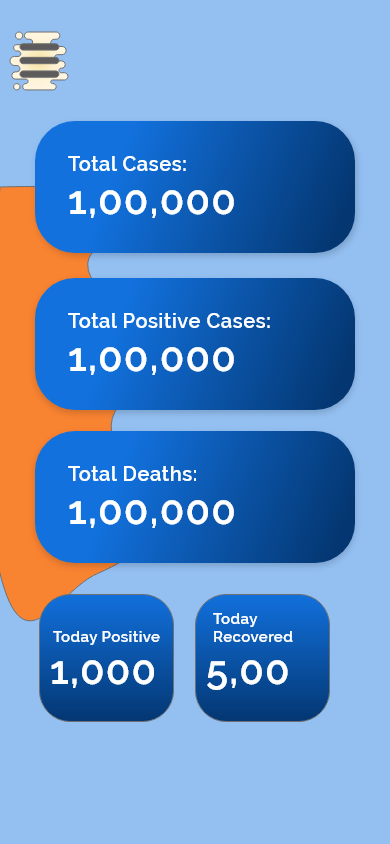 Total Cases:
1,00,000
Total Positive Cases:
1,00,000
Total Deaths:
1,00,000
Today Positive
1,000
Today
Recovered
5,00